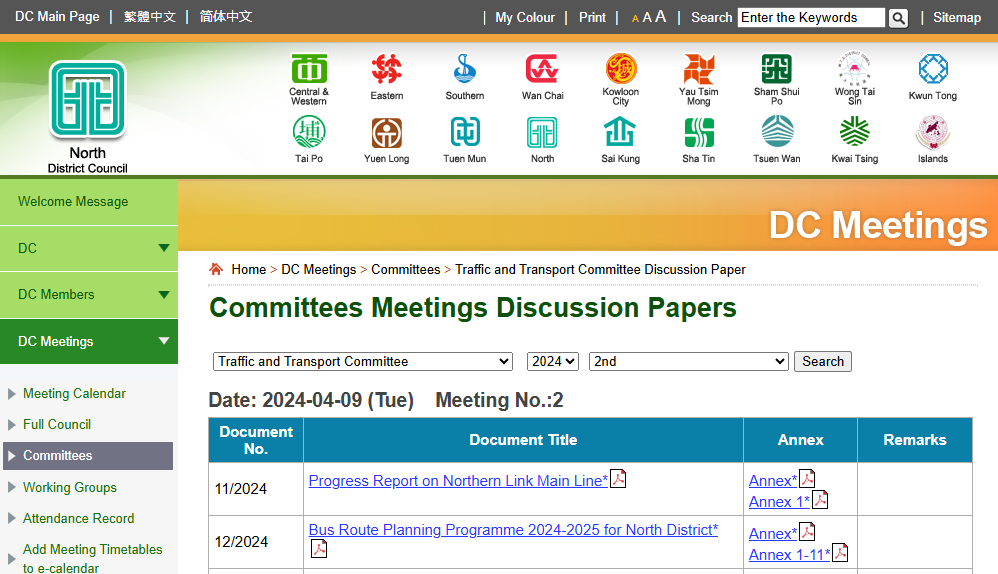 DC Main Page | 繁體中文 | 简体中文 | My Colour | Print | A A A | Search Enter the Keywords | Sitemap
Central & Western
Eastern
Southern
Wan Chai
Kowloon City
Yau Tsim Mong
Sham Shui Po
Wong Tai Sin
Kwun Tong
North
District Council
Tai Po
Yuen Long
Tuen Mun
North
Sai Kung
Sha Tin
Tsuen Wan
Kwai Tsing
Islands
Welcome Message
DC
DC Members
DC Meetings
Meeting Calendar
Full Council
Committees
Working Groups
Attendance Record
Add Meeting Timetables
to e-calendar
DC Meetings
Home > DC Meetings > Committees > Traffic and Transport Committee Discussion Paper
Committees Meetings Discussion Papers
Traffic and Transport Committee 2024 2nd Search
Date: 2024-04-09 (Tue) Meeting No.:2
Document No. Document Title Annex Remarks
11/2024 Progress Report on Northern Link Main Line* Annex*
Annex 1*
12/2024 Bus Route Planning Programme 2024-2025 for North District* Annex*
Annex 1-11*